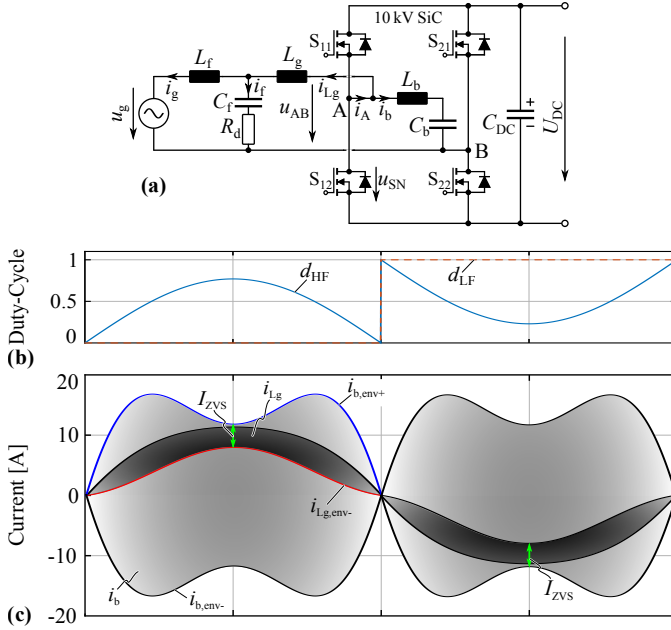 10 kV SiC
S11
S21
Lf
Lg
ig
if
iLg
Lb
Cf
A
iA
ib
ug
uAB
Cb
CDC
+
−
UDC
Rd
B
S12
uSN
S22
(a)
Duty-Cycle
1
0.5
0
dHF
dLF
(b)
Current [A]
20
10
0
-10
-20
IZVS
iLg
ib,env+
iLg,env-
ib
ib,env-
IZVS
(c)